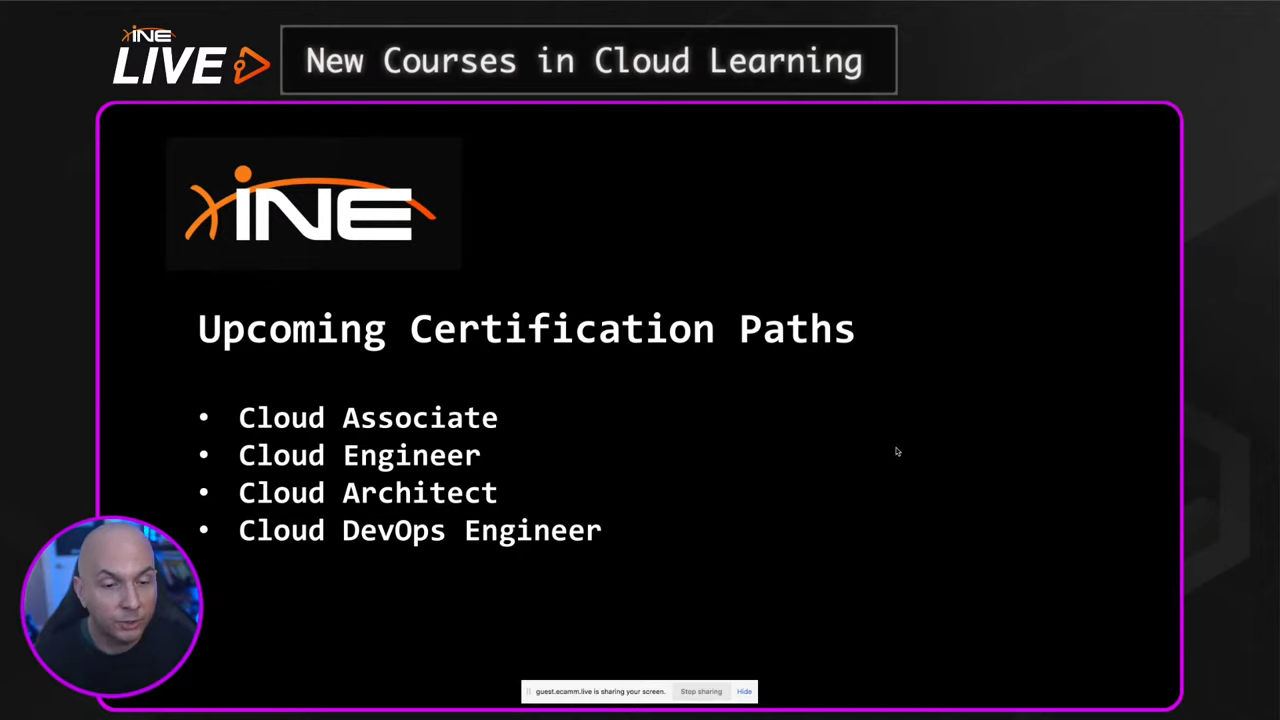 INE
LIVE
New Courses in Cloud Learning
INE
Upcoming Certification Paths
• Cloud Associate
• Cloud Engineer
• Cloud Architect
• Cloud DevOps Engineer
guest.ecamm.live is sharing your screen. Stop sharing Hide